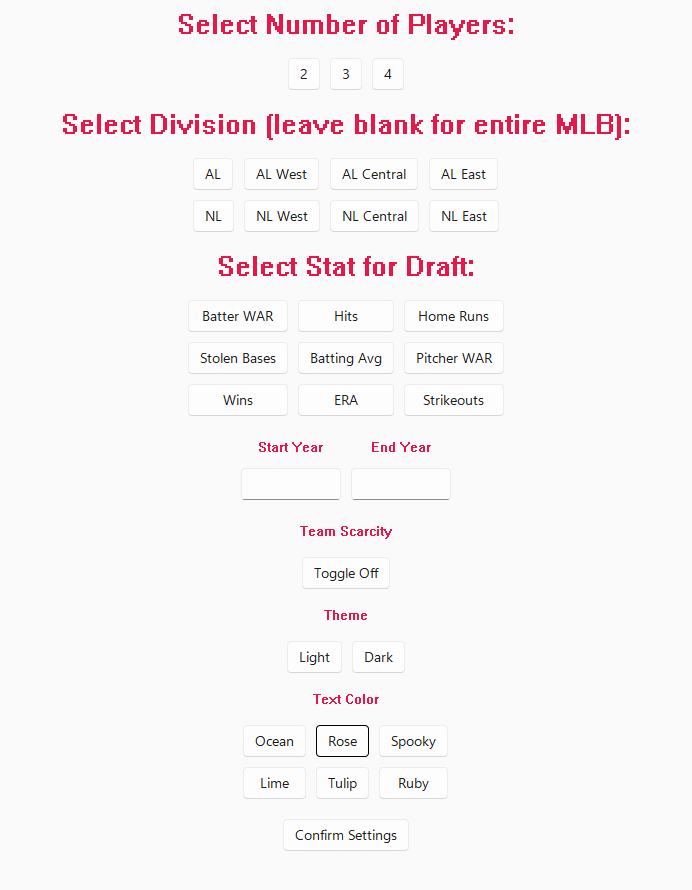 Select Number of Players:
2 3 4
Select Division (leave blank for entire MLB):
AL AL West AL Central AL East
NL NL West NL Central NL East
Select Stat for Draft:
Batter WAR Hits Home Runs
Stolen Bases Batting Avg Pitcher WAR
Wins ERA Strikeouts
Start Year End Year
Team Scarcity
Toggle Off
Theme
Light Dark
Text Color
Ocean Rose Spooky
Lime Tulip Ruby
Confirm Settings